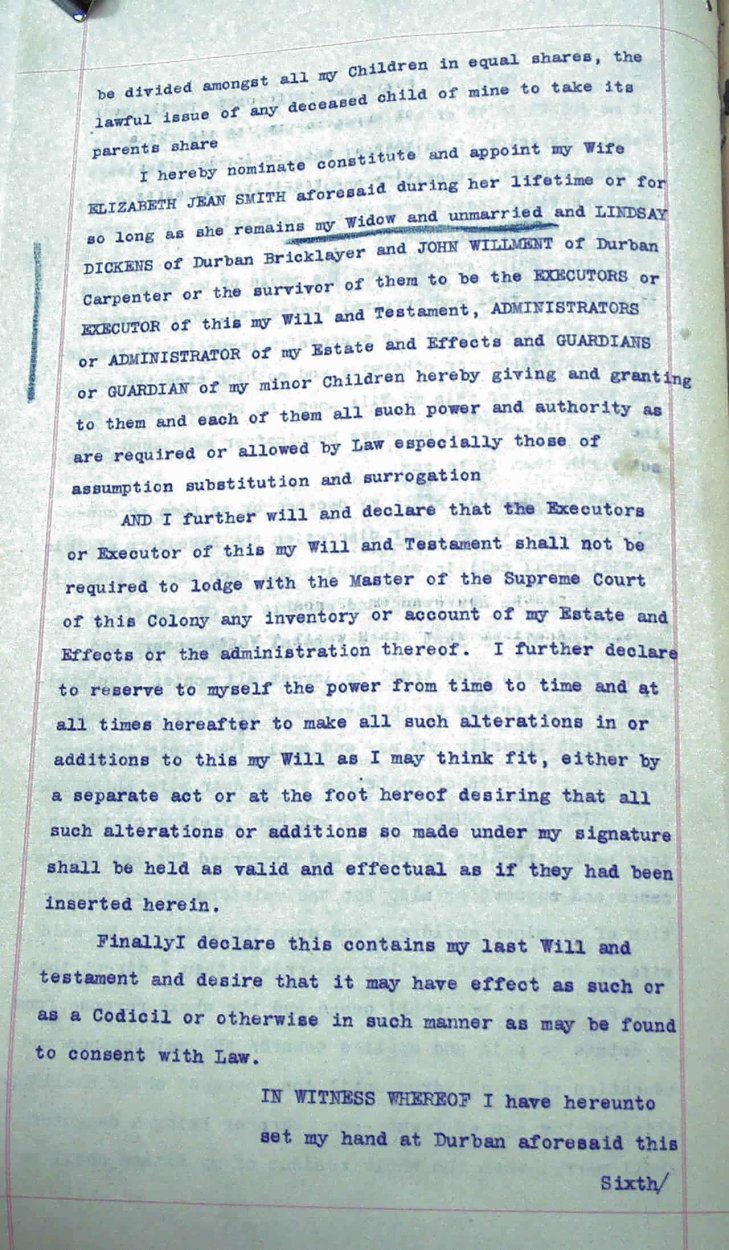 be divided amongst all my Children in equal shares, the
lawful issue of any deceased child of mine to take its
parents share
I hereby nominate constitute and appoint my Wife
ELIZABETH JEAN SMITH aforesaid during her lifetime or for
so long as she remains my Widow and unmarried and LINDSAY
DICKENS of Durban Bricklayer and JOHN WILLMENT of Durban
Carpenter or the survivor of them to be the EXECUTORS or
EXECUTOR of this my Will and Testament, ADMINISTRATORS
or ADMINISTRATOR of my Estate and Effects and GUARDIANS
or GUARDIAN of my minor Children hereby giving and granting
to them and each of them all such power and authority as
are required or allowed by Law especially those of
assumption substitution and surrogation
AND I further will and declare that the Executors
or Executor of this my Will and Testament shall not be
required to lodge with the Master of the Supreme Court
of this Colony any inventory or account of my Estate and
Effects or the administration thereof. I further declare
to reserve to myself the power from time to time and at
all times hereafter to make all such alterations in or
additions to this my Will as I may think fit, either by
a separate act or at the foot hereof desiring that all
such alterations or additions so made under my signature
shall be held as valid and effectual as if they had been
inserted herein.
FinallyI declare this contains my last Will and
testament and desire that it may have effect as such or
as a Codicil or otherwise in such manner as may be found
to consent with Law.
IN WITNESS WHEREOF I have hereunto
set my hand at Durban aforesaid this
Sixth/